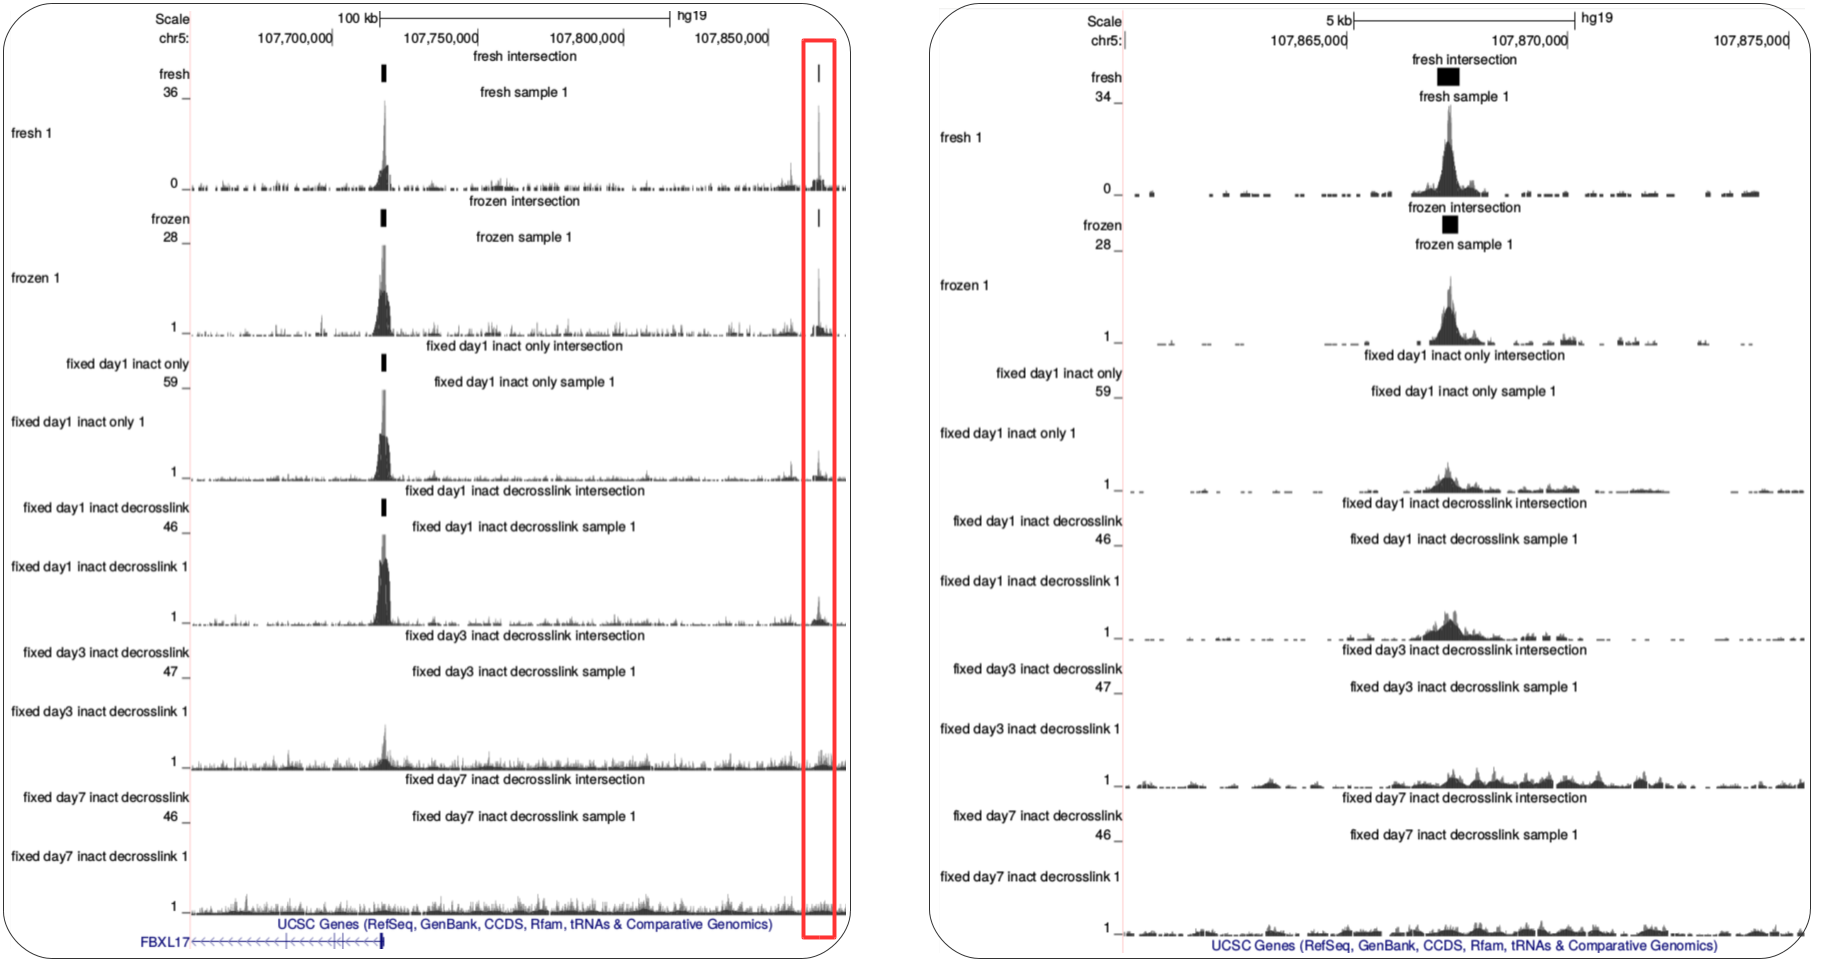 Scale 100 kb hg19
chr5: 107,700,000 107,750,000 107,800,000 107,850,000
fresh intersection
fresh
36 fresh sample 1
fresh 1
0
frozen intersection
frozen
28 frozen sample 1
frozen 1
1
fixed day1 inact only intersection
fixed day1 inact only
59 fixed day1 inact only sample 1
fixed day1 inact only 1
1
fixed day1 inact decrosslink intersection
fixed day1 inact decrosslink
46 fixed day1 inact decrosslink sample 1
fixed day1 inact decrosslink 1
1
fixed day3 inact decrosslink intersection
fixed day3 inact decrosslink
47 fixed day3 inact decrosslink sample 1
fixed day3 inact decrosslink 1
1
fixed day7 inact decrosslink intersection
fixed day7 inact decrosslink
46 fixed day7 inact decrosslink sample 1
fixed day7 inact decrosslink 1
1
UCSC Genes (RefSeq, GenBank, CCDS, Rfam, tRNAs & Comparative Genomics)
FBXL17
Scale 5 kb hg19
chr5: 107,865,000 107,870,000 107,875,000
fresh intersection
fresh
34 fresh sample 1
fresh 1
0
frozen intersection
frozen
28 frozen sample 1
frozen 1
1
fixed day1 inact only intersection
fixed day1 inact only
59 fixed day1 inact only sample 1
fixed day1 inact only 1
1
fixed day1 inact decrosslink intersection
fixed day1 inact decrosslink
46 fixed day1 inact decrosslink sample 1
fixed day1 inact decrosslink 1
1
fixed day3 inact decrosslink intersection
fixed day3 inact decrosslink
47 fixed day3 inact decrosslink sample 1
fixed day3 inact decrosslink 1
1
fixed day7 inact decrosslink intersection
fixed day7 inact decrosslink
46 fixed day7 inact decrosslink sample 1
fixed day7 inact decrosslink 1
1
UCSC Genes (RefSeq, GenBank, CCDS, Rfam, tRNAs & Comparative Genomics)